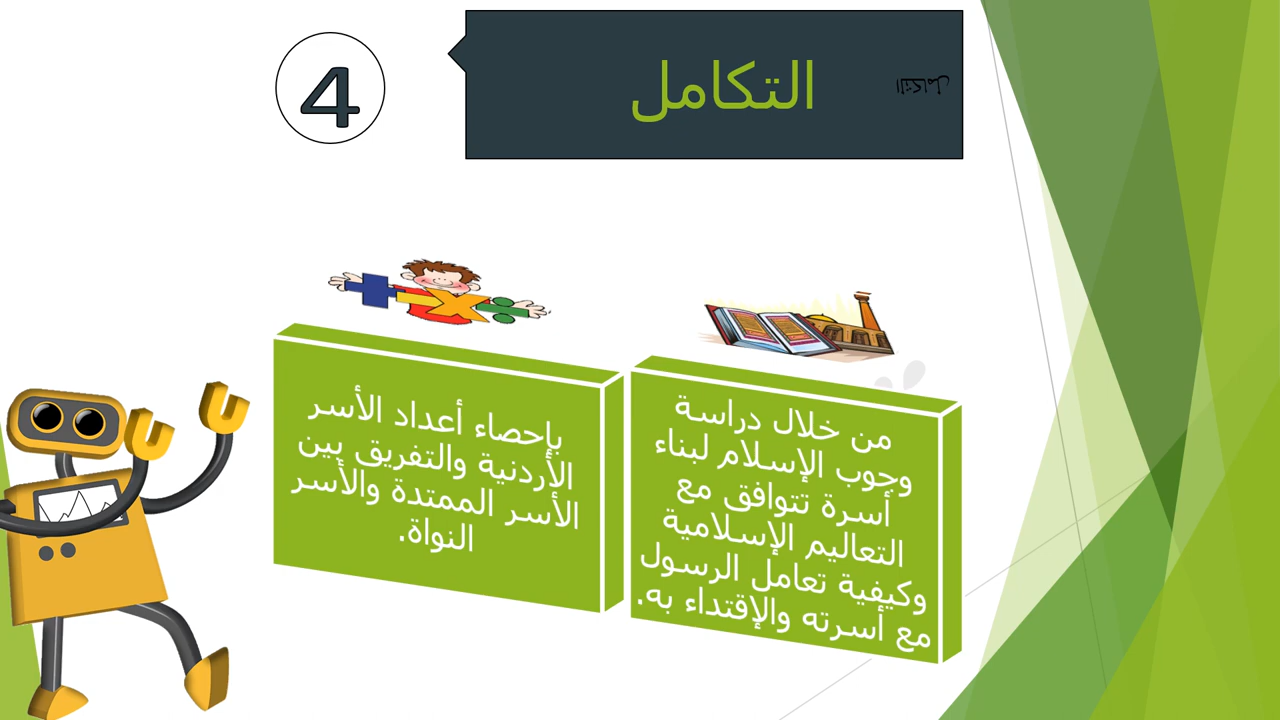 التكامل
التكامل
4
من خلال دراسة
وجوب الإسلام لبناء
أسرة تتوافق مع
التعاليم الإسلامية
وكيفية تعامل الرسول
مع أسرته والإقتداء به.
بإحصاء أعداد الأسر
الأردنية والتفريق بين
الأسر الممتدة والأسر
النواة.